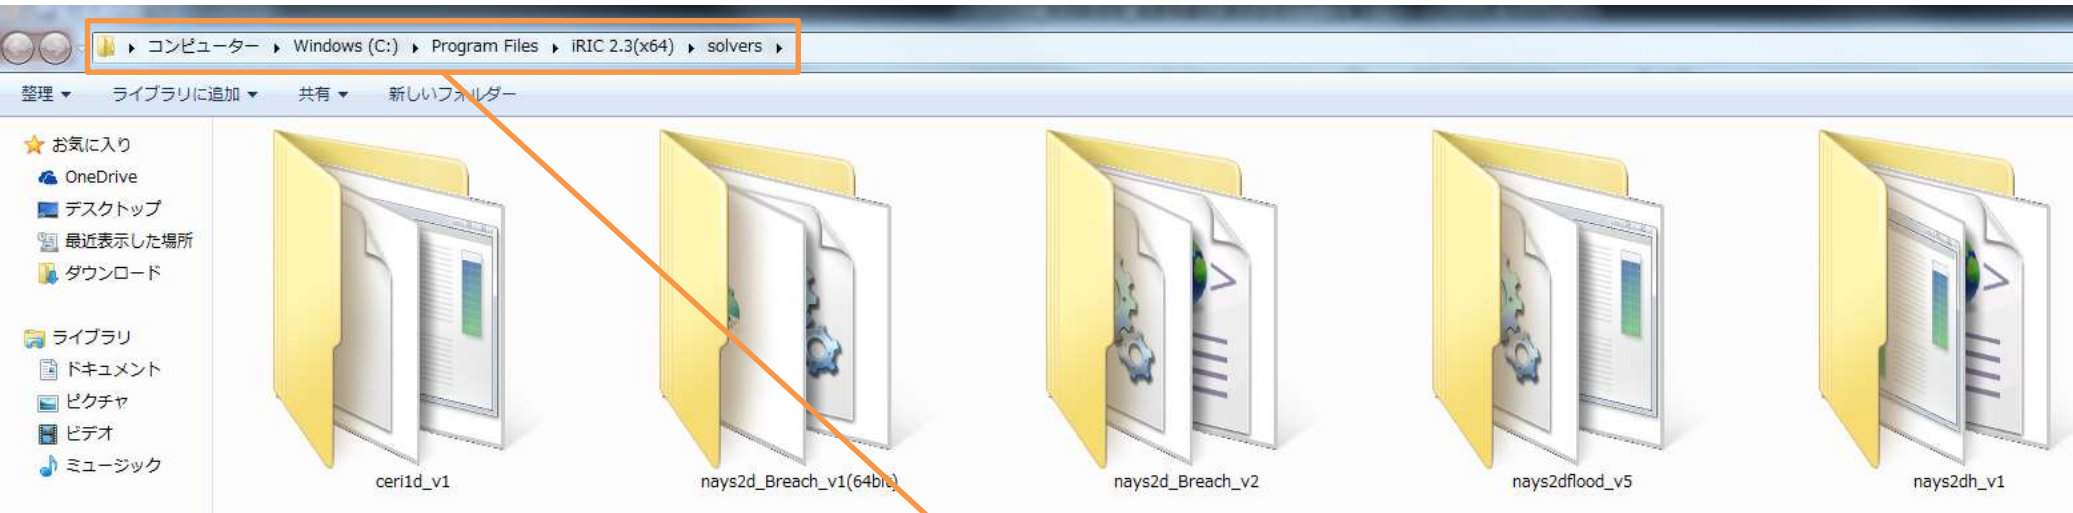 コンピューター ▸ Windows (C:) ▸ Program Files ▸ iRIC 2.3(x64) ▸ solvers ▸
整理 ▼ ライブラリに追加 ▼ 共有 ▼ 新しいフォルダー
お気に入り
OneDrive
デスクトップ
最近表示した場所
ダウンロード
ライブラリ
ドキュメント
ピクチャ
ビデオ
ミュージック
ceri1d_v1
nays2d_Breach_v1(64bit)
nays2d_Breach_v2
nays2dflood_v5
nays2dh_v1